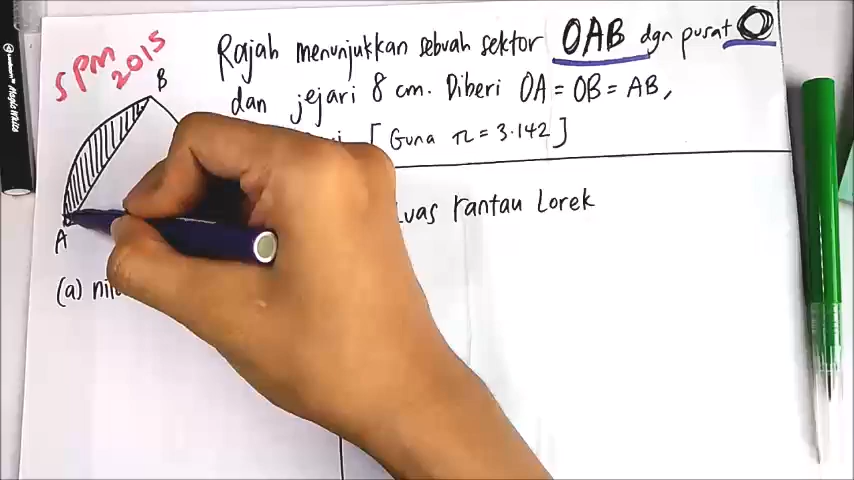 SPM 2015
Rajah menunjukkan sebuah sektor OAB dgn pusat O
dan jejari 8 cm. Diberi OA = OB = AB,
[Guna π = 3.142]
B
A
Luas rantau Lorek
(a)